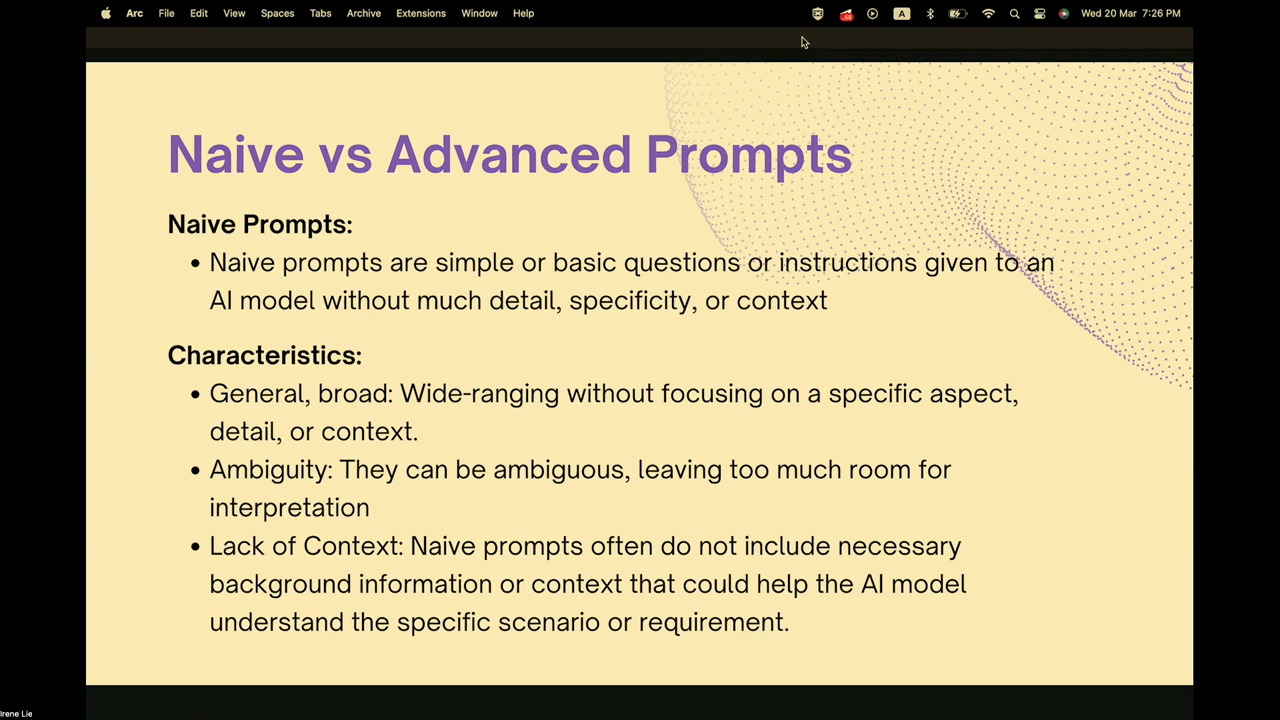 Arc File Edit View Spaces Tabs Archive Extensions Window Help A Wed 20 Mar 7:26 PM
Naive vs Advanced Prompts
Naive Prompts:
• Naive prompts are simple or basic questions or instructions given to an
AI model without much detail, specificity, or context
Characteristics:
• General, broad: Wide-ranging without focusing on a specific aspect,
detail, or context.
• Ambiguity: They can be ambiguous, leaving too much room for
interpretation
• Lack of Context: Naive prompts often do not include necessary
background information or context that could help the AI model
understand the specific scenario or requirement.
Irene Lie